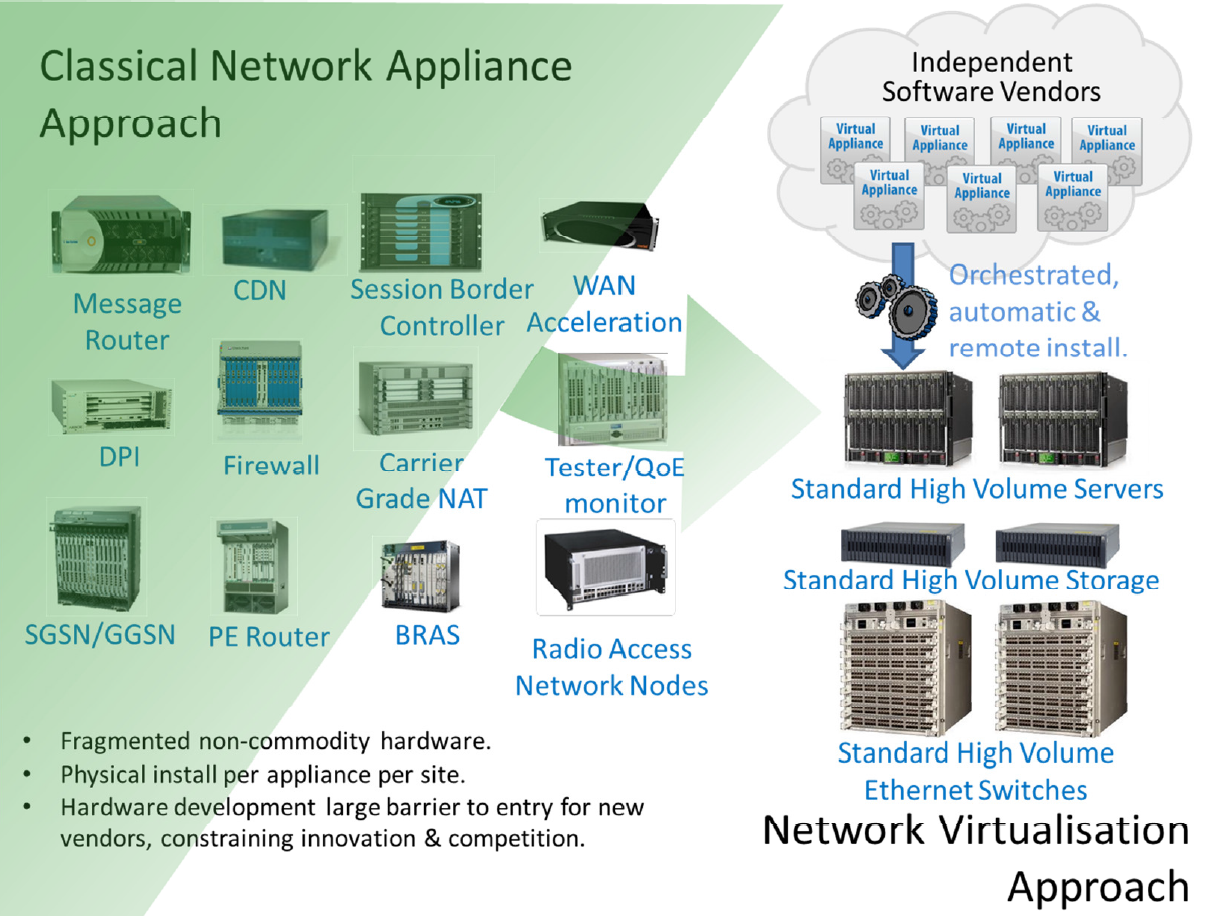 Classical Network Appliance
Approach
Message
Router
CDN
Session Border
Controller
WAN
Acceleration
DPI
Firewall
Carrier
Grade NAT
Tester/QoE
monitor
SGSN/GGSN
PE Router
BRAS
Radio Access
Network Nodes
• Fragmented non-commodity hardware.
• Physical install per appliance per site.
• Hardware development large barrier to entry for new
vendors, constraining innovation & competition.
Independent
Software Vendors
Virtual
Appliance
Virtual
Appliance
Virtual
Appliance
Virtual
Appliance
Virtual
Appliance
Virtual
Appliance
Virtual
Appliance
Orchestrated,
automatic &
remote install.
Standard High Volume Servers
Standard High Volume Storage
Standard High Volume
Ethernet Switches
Network Virtualisation
Approach